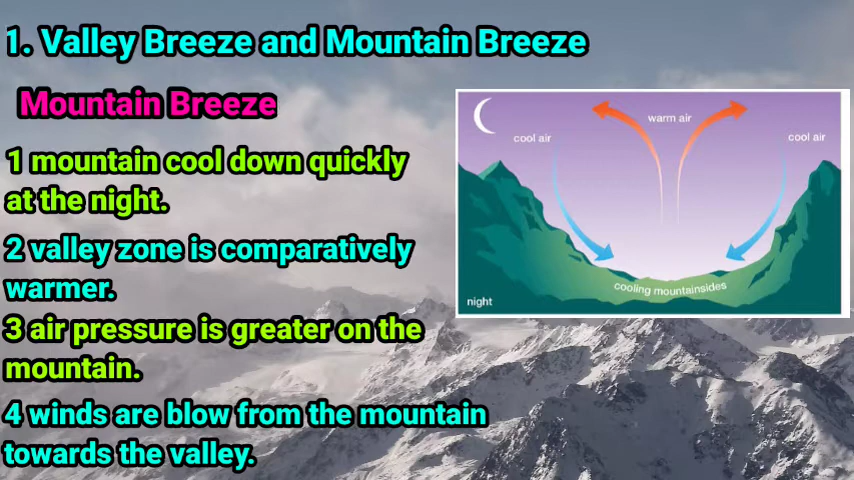 1. Valley Breeze and Mountain Breeze
Mountain Breeze
1 mountain cool down quickly
at the night.
2 valley zone is comparatively
warmer.
3 air pressure is greater on the
mountain.
4 winds are blow from the mountain
towards the valley.
warm air
cool air
cool air
cooling mountainsides
night